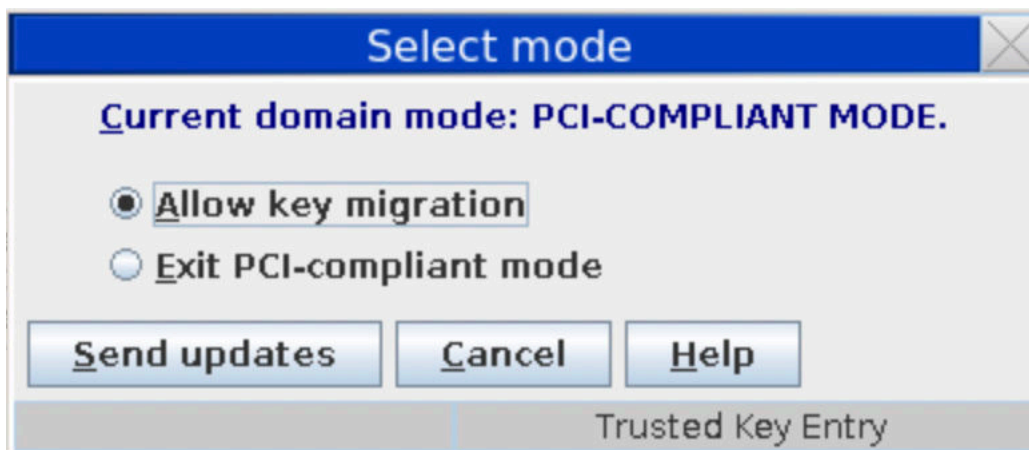 Select mode
Current domain mode: PCI-COMPLIANT MODE.
Allow key migration
Exit PCI-compliant mode
Send updates Cancel Help
Trusted Key Entry